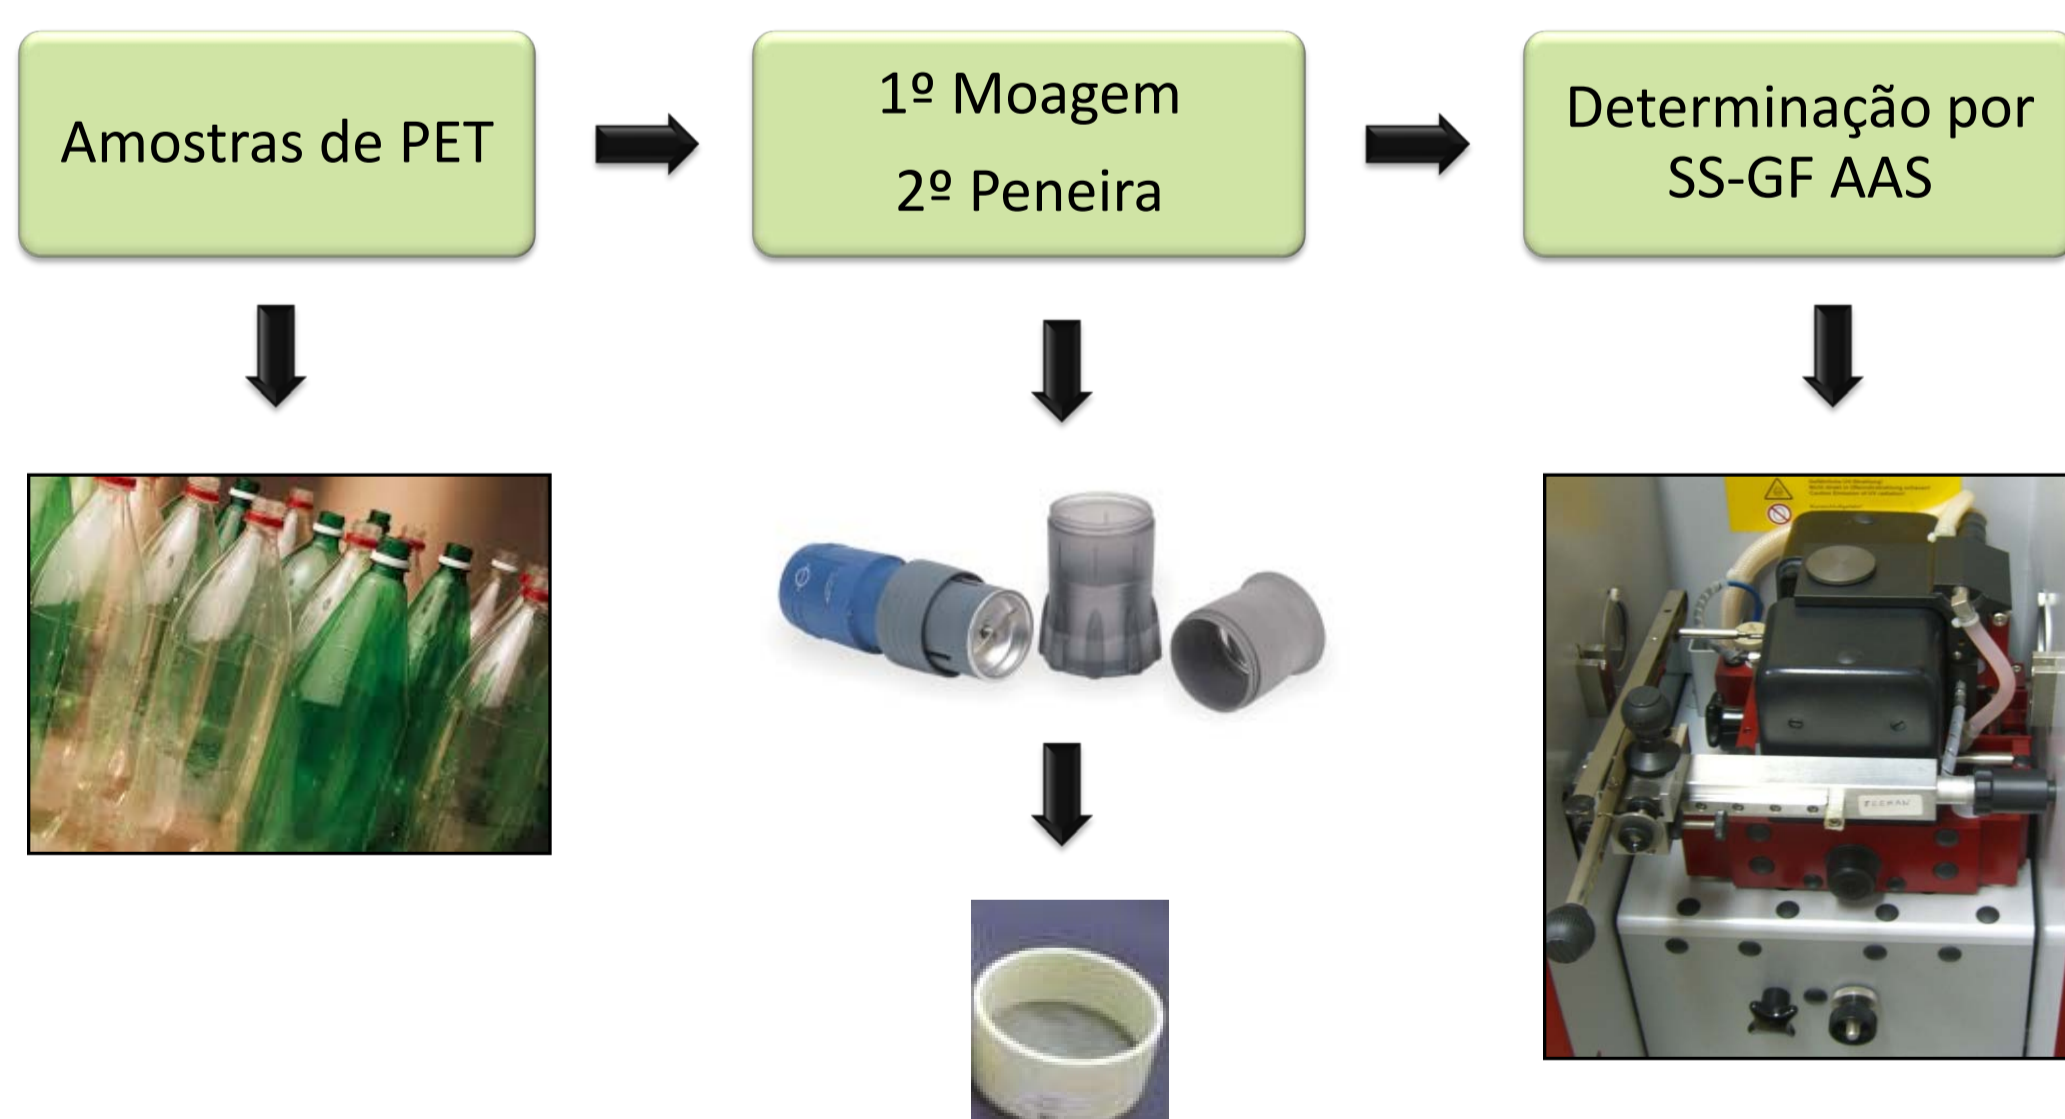 Amostras de PET
1º Moagem
2º Peneira
Determinação por
SS-GF AAS